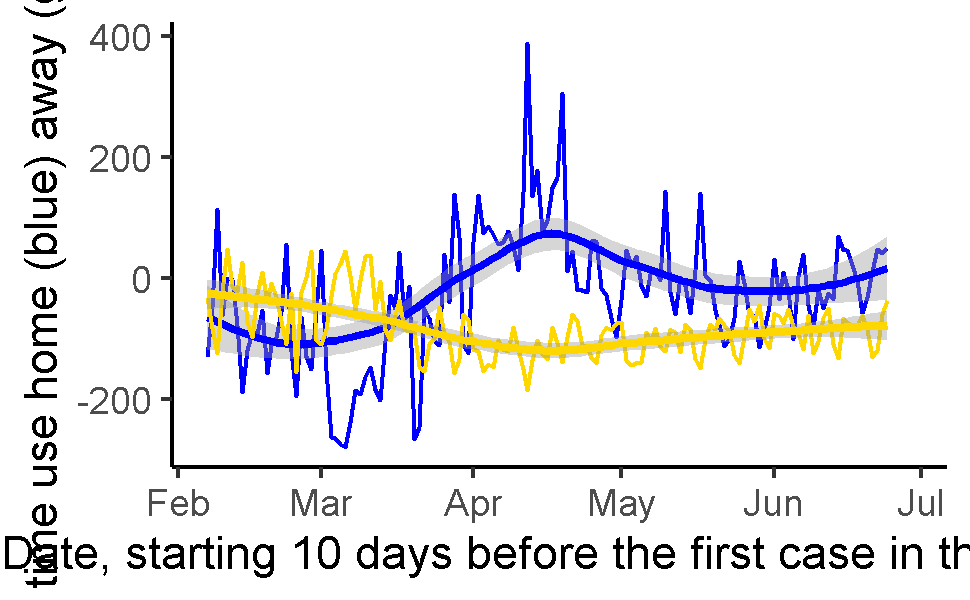 time use home (blue) away (
400
200
0
-200
Feb Mar Apr May Jun Jul
Date, starting 10 days before the first case in th